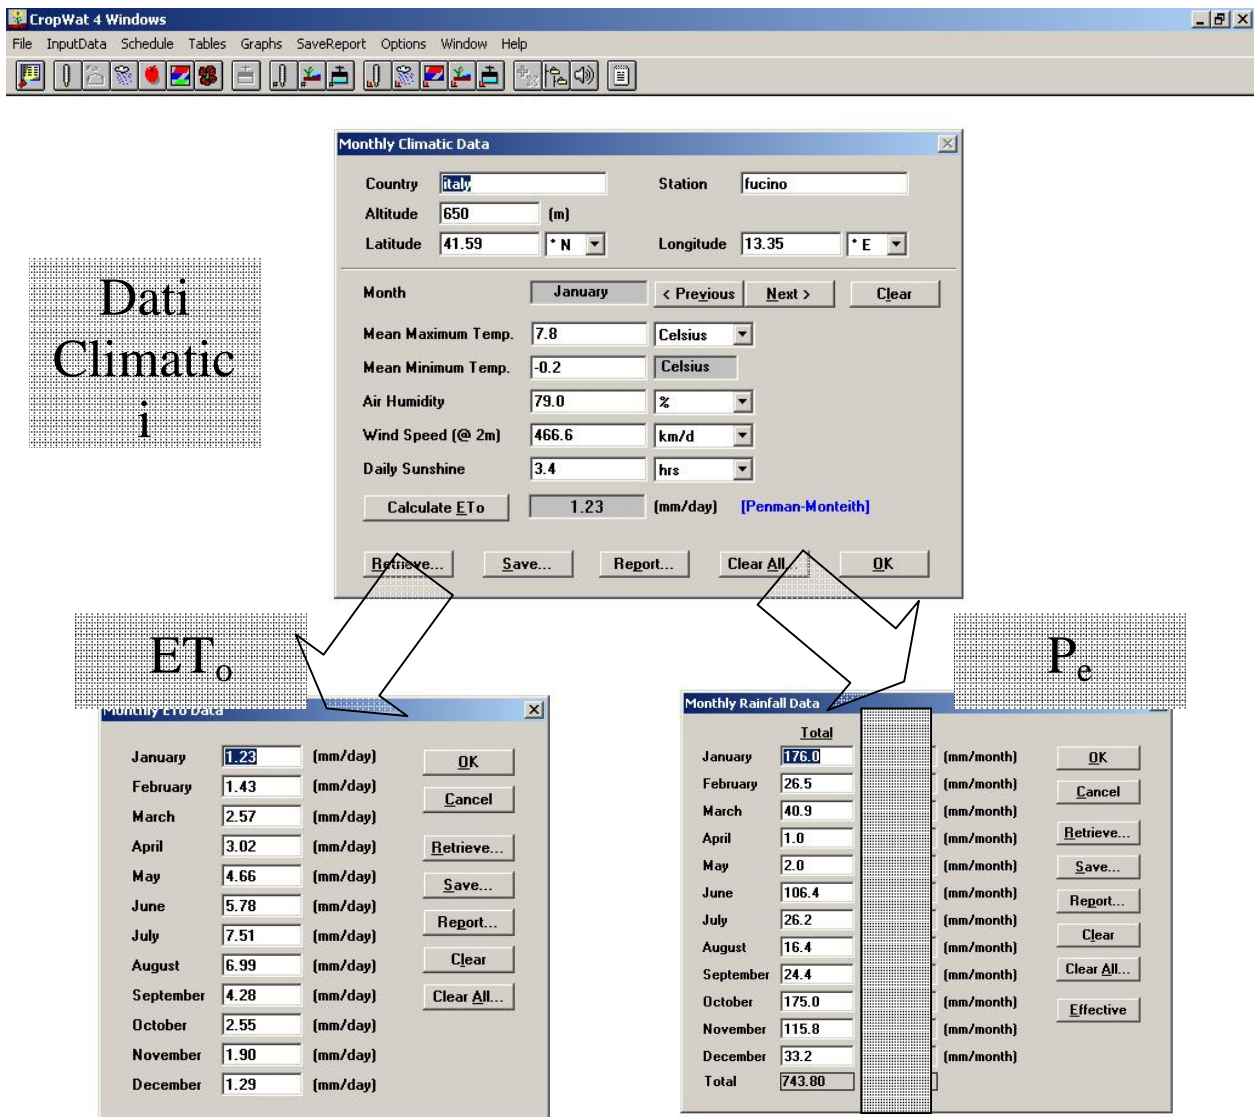 CropWat 4 Windows
File InputData Schedule Tables Graphs SaveReport Options Window Help
Monthly Climatic Data
Country italy Station fucino
Altitude 650 (m)
Latitude 41.59 ° N Longitude 13.35 ° E
Month January < Previous Next > Clear
Mean Maximum Temp. 7.8 Celsius
Mean Minimum Temp. -0.2 Celsius
Air Humidity 79.0 %
Wind Speed (@ 2m) 466.6 km/d
Daily Sunshine 3.4 hrs
Calculate ETo 1.23 (mm/day) [Penman-Monteith]
Retrieve... Save... Report... Clear All... OK
Dati
Climatic
i
ETo
Monthly ETo Data
January 1.23 (mm/day) OK
February 1.43 (mm/day) Cancel
March 2.57 (mm/day)
April 3.02 (mm/day) Retrieve...
May 4.66 (mm/day) Save...
June 5.78 (mm/day) Report...
July 7.51 (mm/day)
August 6.99 (mm/day) Clear
September 4.28 (mm/day) Clear All...
October 2.55 (mm/day)
November 1.90 (mm/day)
December 1.29 (mm/day)
Pe
Monthly Rainfall Data
Total
January 176.0 (mm/month) OK
February 26.5 (mm/month) Cancel
March 40.9 (mm/month)
April 1.0 (mm/month) Retrieve...
May 2.0 (mm/month) Save...
June 106.4 (mm/month) Report...
July 26.2 (mm/month) Clear
August 16.4 (mm/month)
September 24.4 (mm/month) Clear All...
October 175.0 (mm/month) Effective
November 115.8 (mm/month)
December 33.2 (mm/month)
Total 743.80